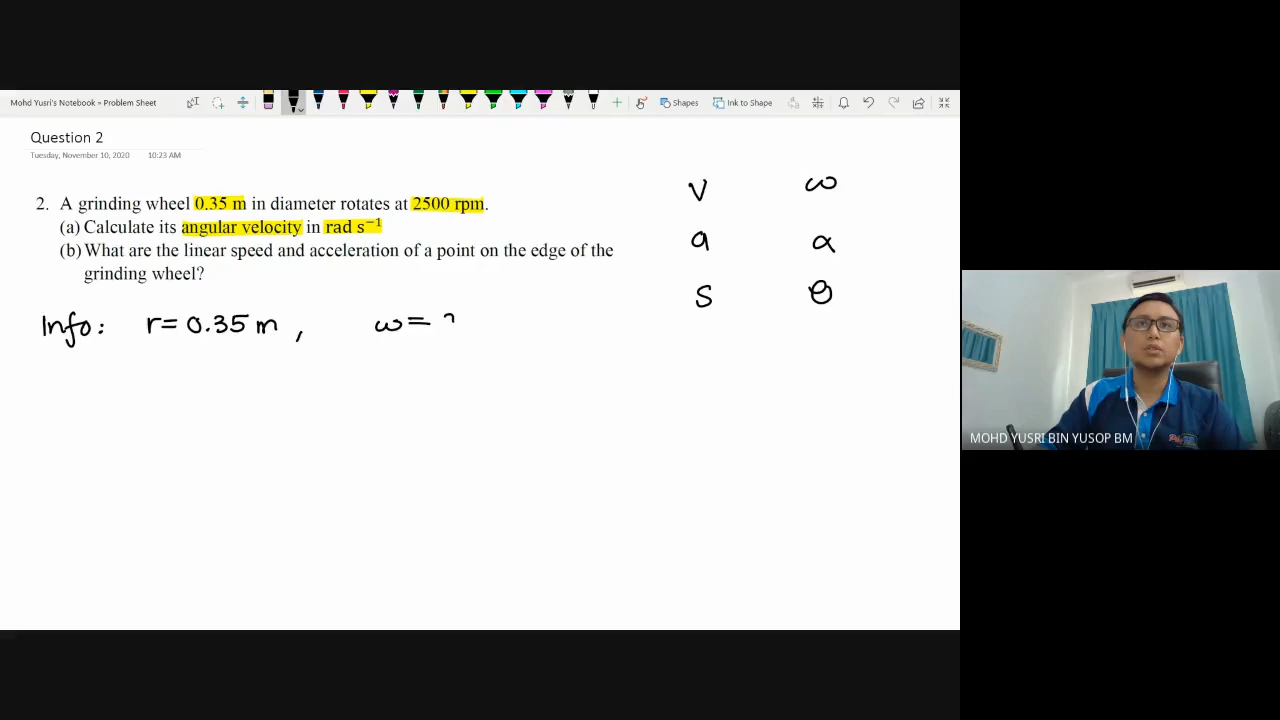 Mohd Yusri's Notebook » Problem Sheet
Shapes
Ink to Shape
Question 2
Tuesday, November 10, 2020 10:23 AM
2. A grinding wheel 0.35 m in diameter rotates at 2500 rpm.
(a) Calculate its angular velocity in rad s⁻¹
(b) What are the linear speed and acceleration of a point on the edge of the
grinding wheel?
Info: r = 0.35 m , ω = ?
v ω
a α
s θ
MOHD YUSRI BIN YUSOP BM